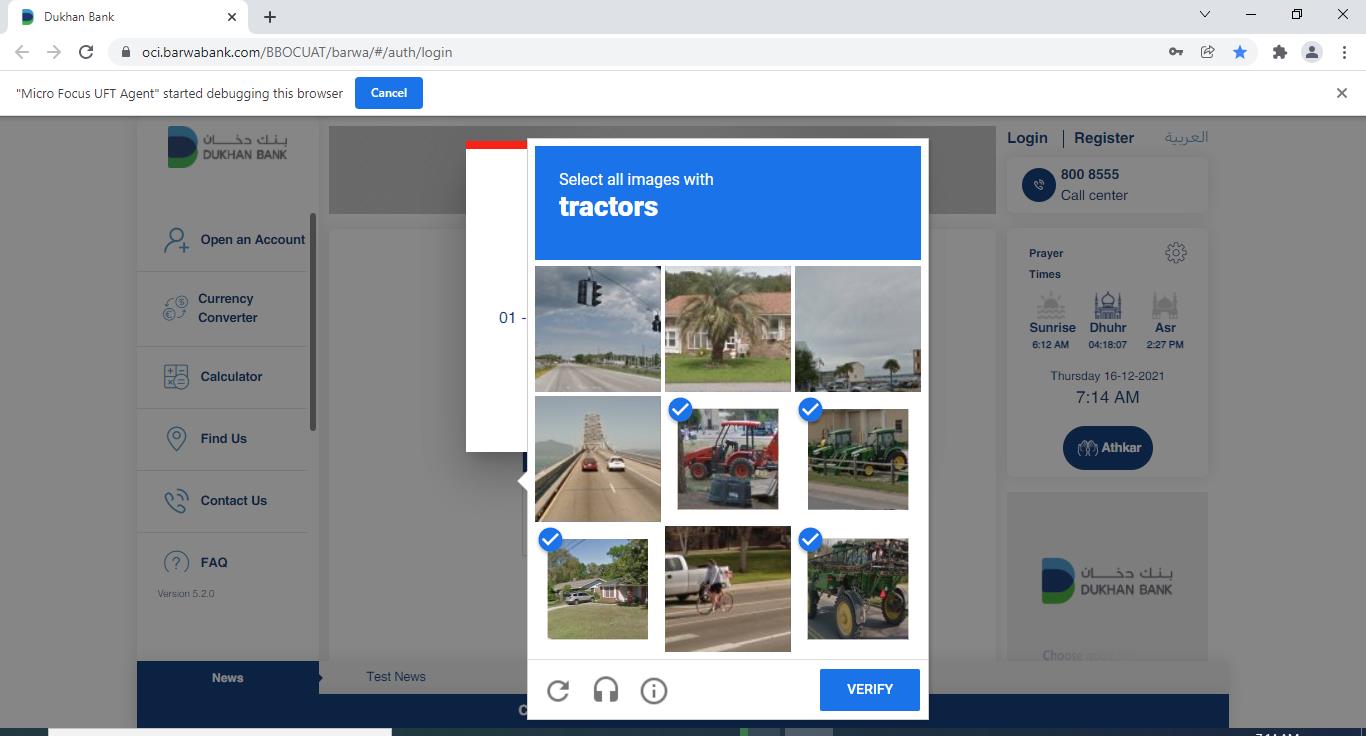 Dukhan Bank
oci.barwabank.com/BBOCUAT/barwa/#/auth/login
"Micro Focus UFT Agent" started debugging this browser
Cancel
بنك دخان
DUKHAN BANK
Open an Account
Currency
Converter
Calculator
Find Us
Contact Us
FAQ
Version 5.2.0
01 -
Select all images with
tractors
VERIFY
Login
Register
العربية
800 8555
Call center
Prayer
Times
Sunrise Dhuhr Asr
6:12 AM 04:18:07 2:27 PM
Thursday 16-12-2021
7:14 AM
Athkar
بنك دخان
DUKHAN BANK
Choose
News
Test News